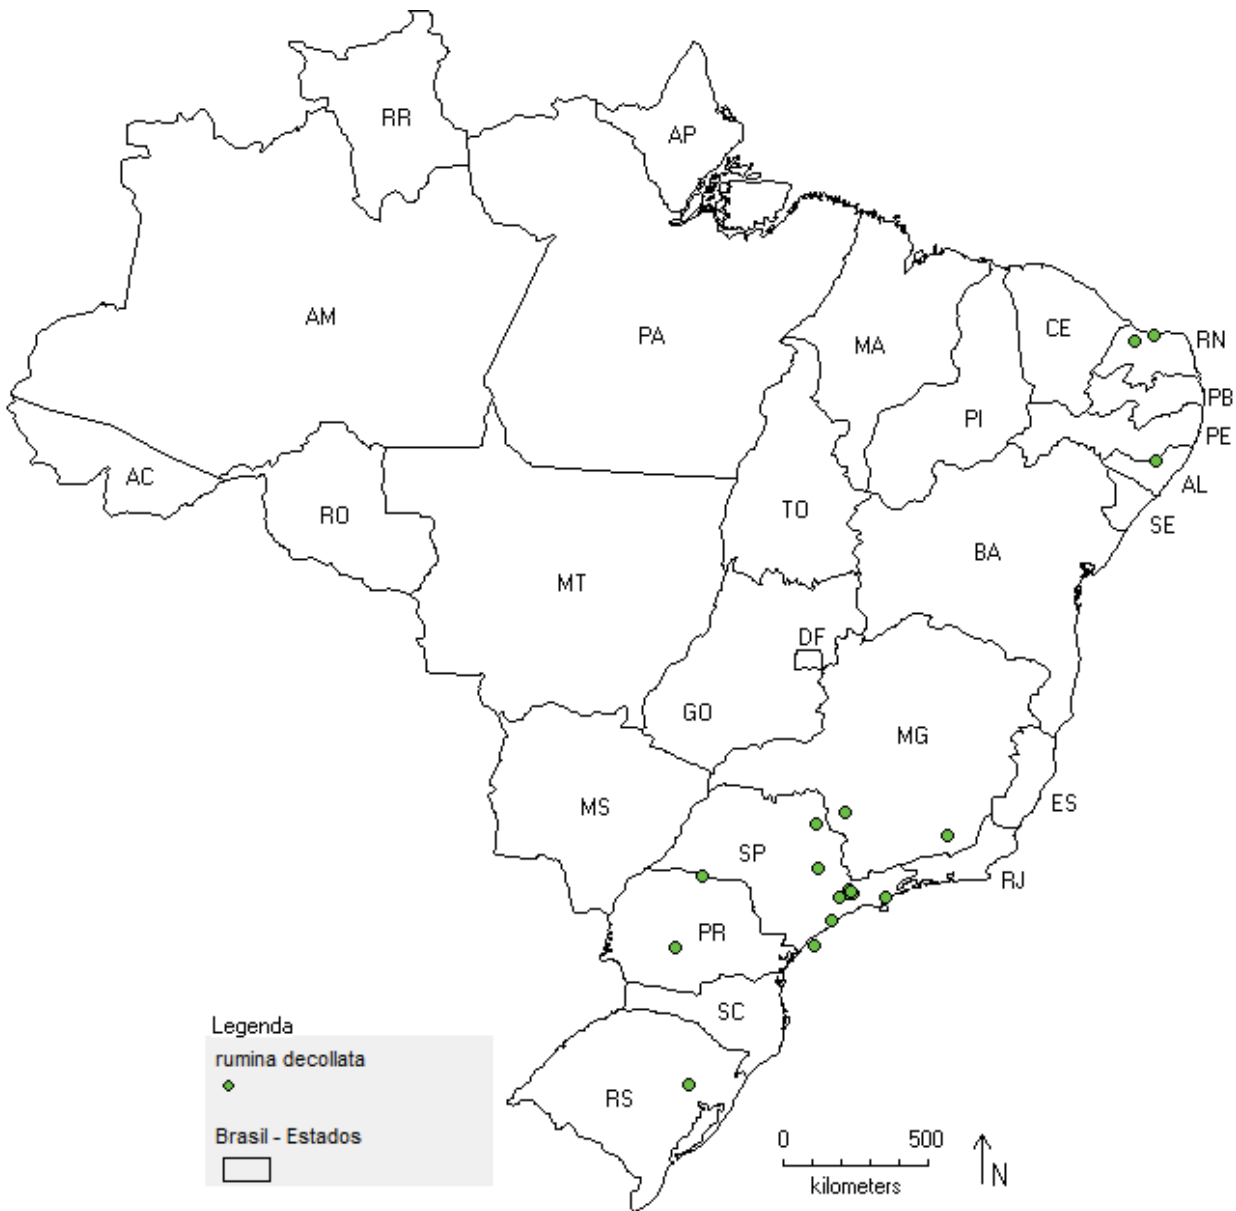 RR
AP
AM
PA
MA
CE
RN
PB
PI
PE
AC
AL
TO
RO
SE
BA
MT
DF
GO
MG
MS
ES
SP
RJ
PR
SC
Legenda
rumina decollata
RS
Brasil - Estados
0 500
kilometers
N